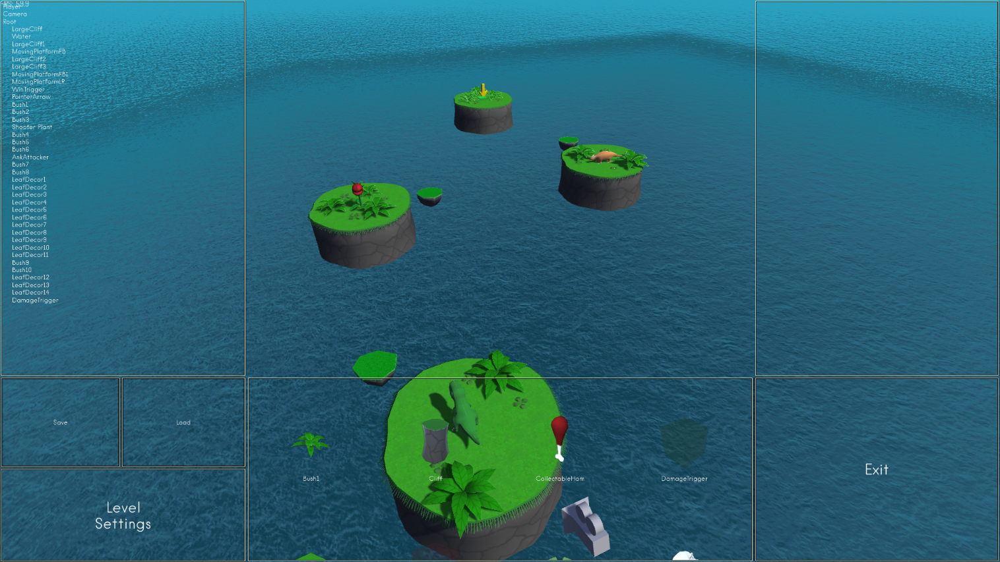 FPS: 59.9
Player
Camera
Root
LargeCliff
Water
LargeCliff1
MovingPlatformFB
LargeCliff2
LargeCliff3
MovingPlatformFB1
MovingPlatformLR
WinTrigger
PointerArrow
Bush1
Bush2
Bush3
Shooter Plant
Bush4
Bush5
Bush6
AnkAttacker
Bush7
Bush8
LeafDecor1
LeafDecor2
LeafDecor3
LeafDecor4
LeafDecor5
LeafDecor6
LeafDecor7
LeafDecor8
LeafDecor9
LeafDecor10
LeafDecor11
Bush9
Bush10
LeafDecor12
LeafDecor13
LeafDecor14
DamageTrigger
Save
Load
Level
Settings
Bush1
Cliff
CollectableHam
DamageTrigger
Exit